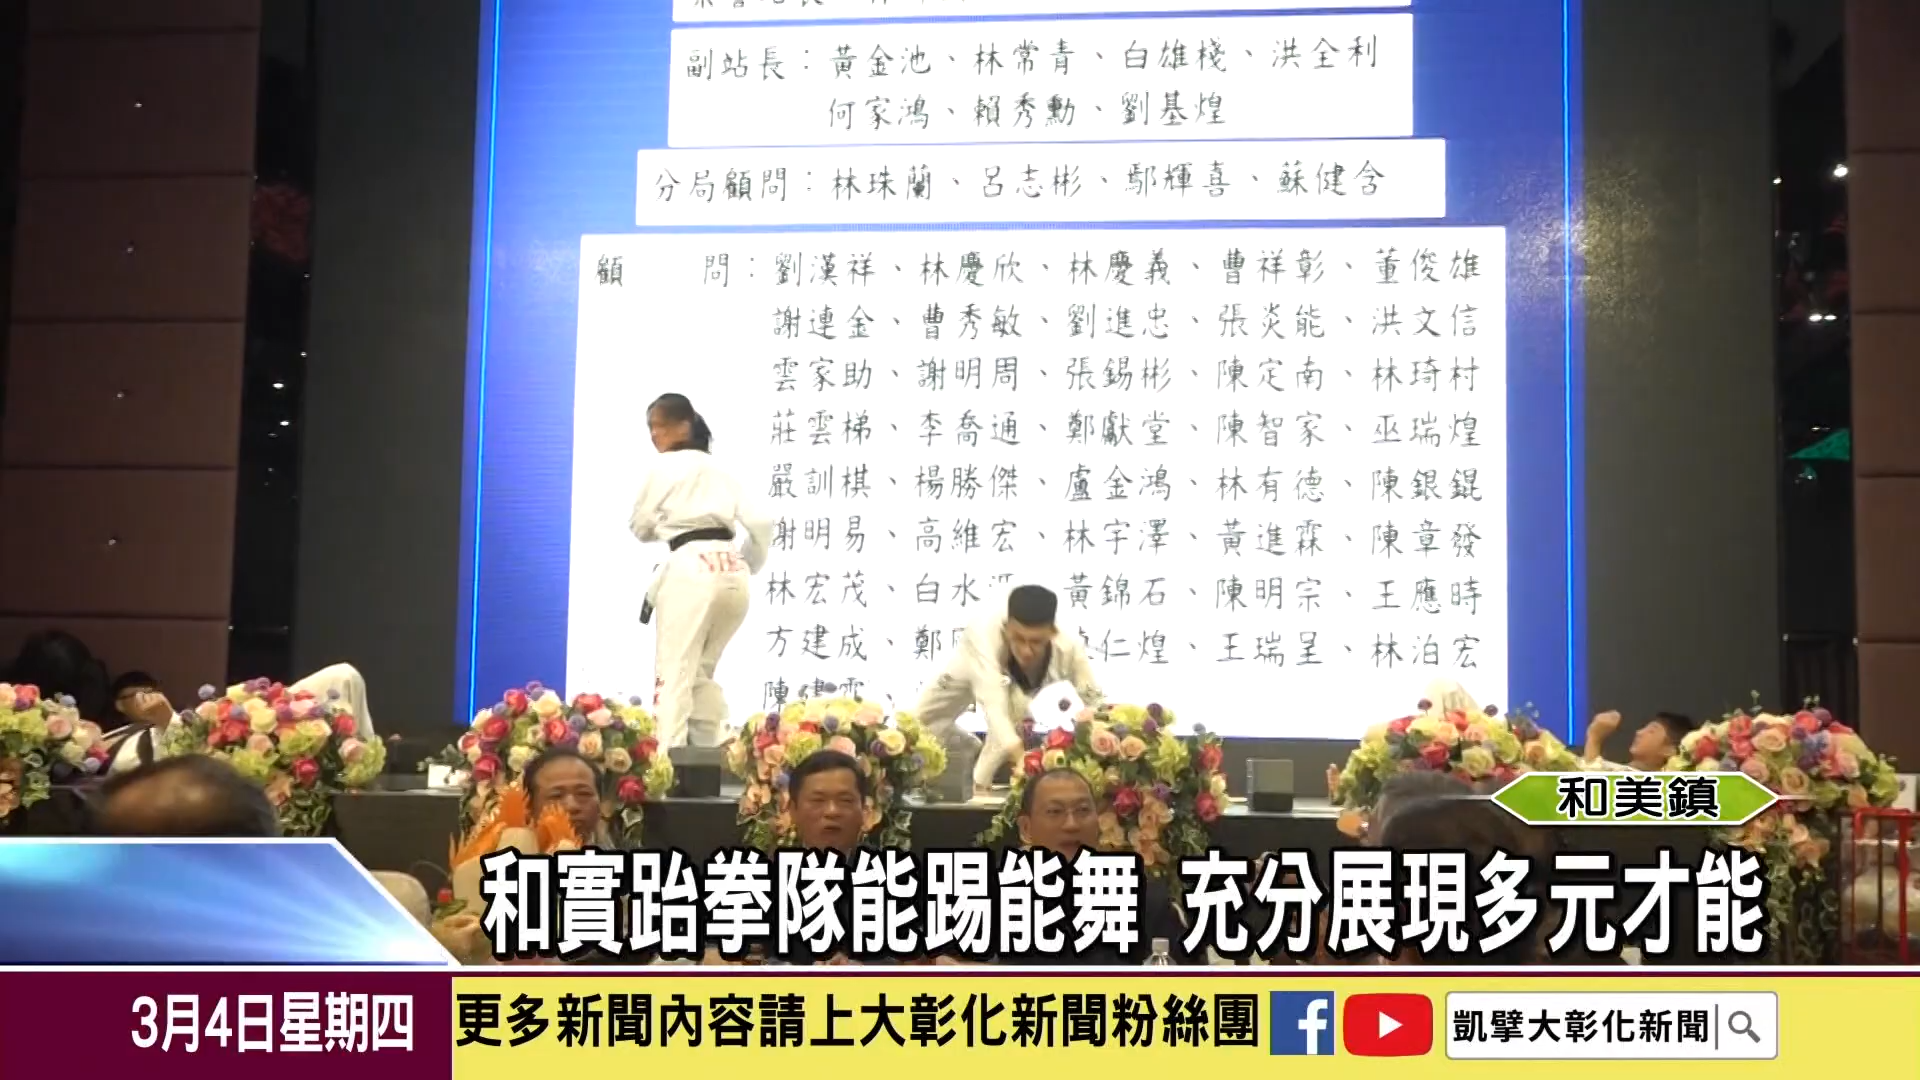 副站長：黃金池、林常青、白雄棧、洪全利
何家鴻、賴秀勳、劉基煌
分局顧問：林珠蘭、呂志彬、鄔輝喜、蘇健含
顧　　問：劉漢祥、林慶欣、林慶義、曹祥彰、董俊雄
謝連金、曹秀敏、劉進忠、張炎能、洪文信
雲家助、謝明周、張錫彬、陳定南、林琦村
莊雲梯、李喬通、鄭獻堂、陳智家、巫瑞煌
嚴訓棋、楊勝傑、盧金鴻、林有德、陳銀錕
謝明易、高維宏、林宇澤、黃進霖、陳章發
林宏茂、白水 黃錦石、陳明宗、王應時
方建成、鄭 仁煌、王瑞呈、林泊宏
陳建
和美鎮
和實跆拳隊能踢能舞 充分展現多元才能
3月4日星期四
更多新聞內容請上大彰化新聞粉絲團
凱擘大彰化新聞